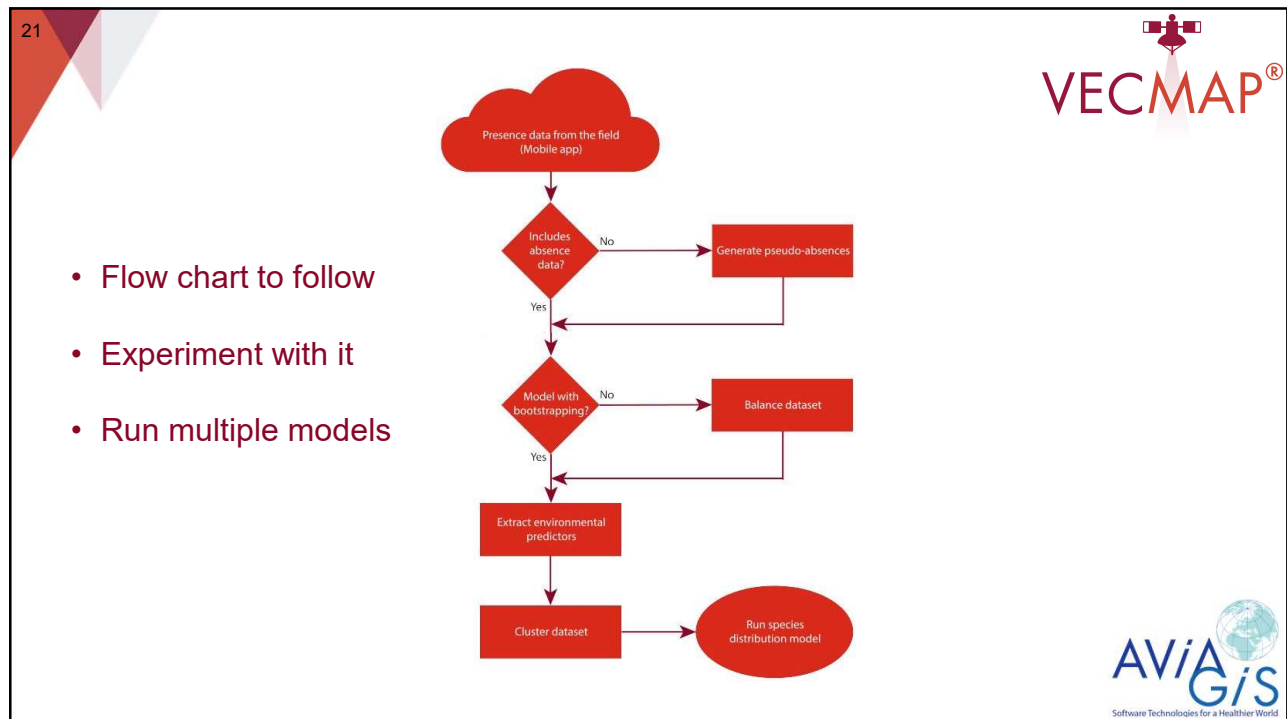 21
VECMAP®
Presence data from the field
(Mobile app)
Includes
absence
data?
No
Generate pseudo-absences
Yes
• Flow chart to follow
• Experiment with it
• Run multiple models
Model with
bootstrapping?
No
Balance dataset
Yes
Extract environmental
predictors
Cluster dataset
Run species
distribution model
AViA
GiS
Software Technologies for a Healthier World